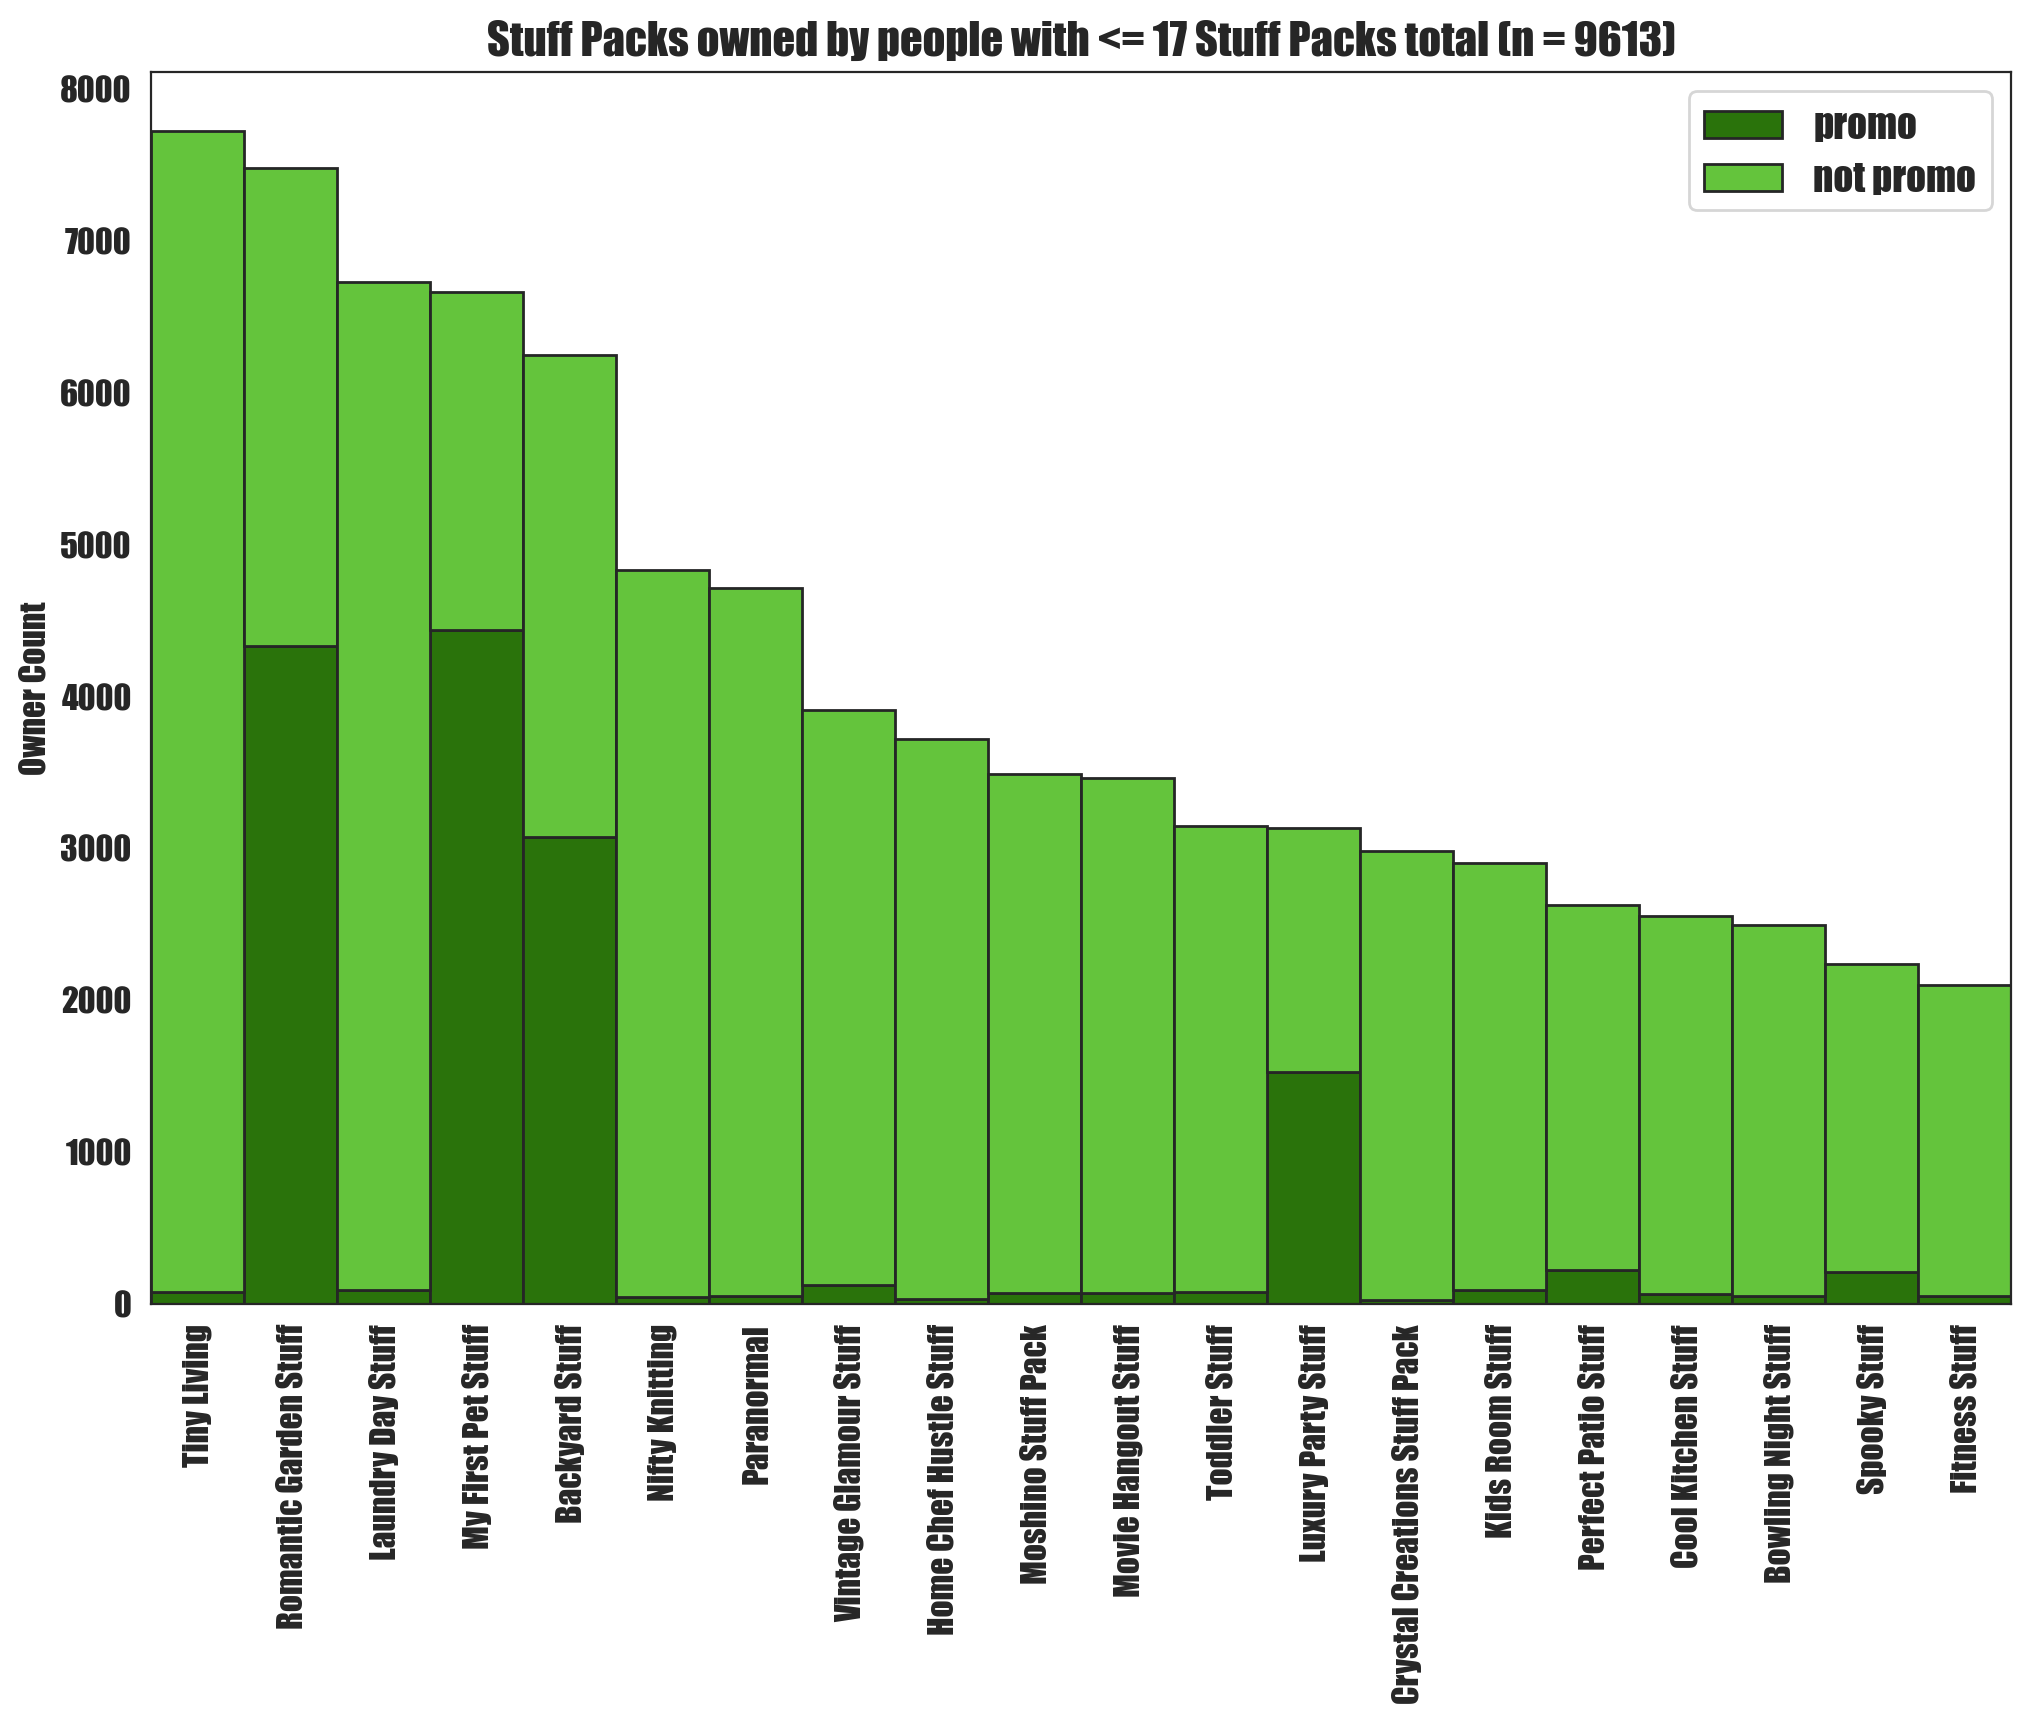 Stuff Packs owned by people with <= 17 Stuff Packs total (n = 9613)
promo
not promo
Owner Count
8000
7000
6000
5000
4000
3000
2000
1000
0
Tiny Living
Romantic Garden Stuff
Laundry Day Stuff
My First Pet Stuff
Backyard Stuff
Nifty Knitting
Paranormal
Vintage Glamour Stuff
Home Chef Hustle Stuff
Moshino Stuff Pack
Movie Hangout Stuff
Toddler Stuff
Luxury Party Stuff
Crystal Creations Stuff Pack
Kids Room Stuff
Perfect Patio Stuff
Cool Kitchen Stuff
Bowling Night Stuff
Spooky Stuff
Fitness Stuff